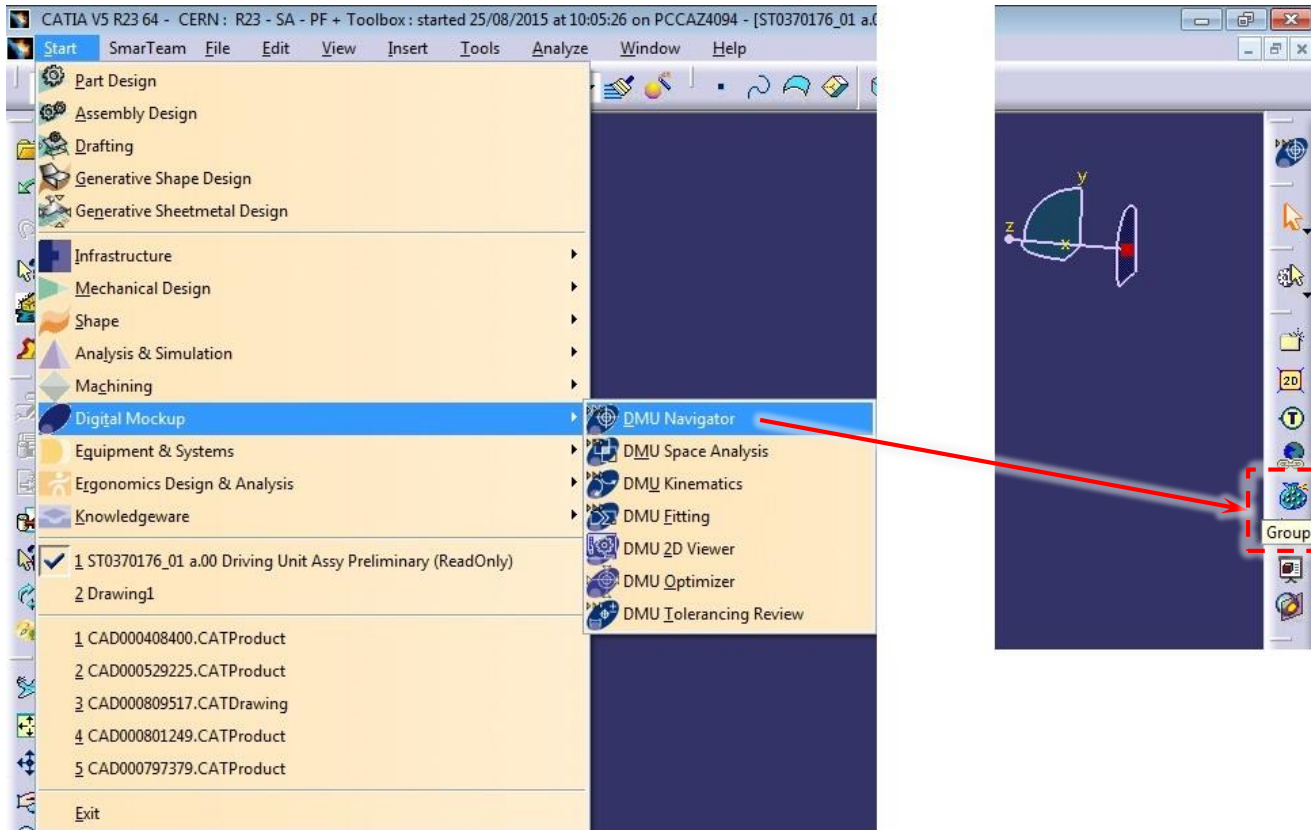 CATIA V5 R23 64 - CERN : R23 - SA - PF + Toolbox : started 25/08/2015 at 10:05:26 on PCCAZ4094 - [ST0370176_01 a.0
Start SmarTeam File Edit View Insert Tools Analyze Window Help
Part Design
Assembly Design
Drafting
Generative Shape Design
Generative Sheetmetal Design
Infrastructure
Mechanical Design
Shape
Analysis & Simulation
Machining
Digital Mockup
Equipment & Systems
Ergonomics Design & Analysis
Knowledgeware
1 ST0370176_01 a.00 Driving Unit Assy Preliminary (ReadOnly)
2 Drawing1
1 CAD000408400.CATProduct
2 CAD000529225.CATProduct
3 CAD000809517.CATDrawing
4 CAD000801249.CATProduct
5 CAD000797379.CATProduct
Exit
DMU Navigator
DMU Space Analysis
DMU Kinematics
DMU Fitting
DMU 2D Viewer
DMU Optimizer
DMU Tolerancing Review
y
z
x
2D
T
Group